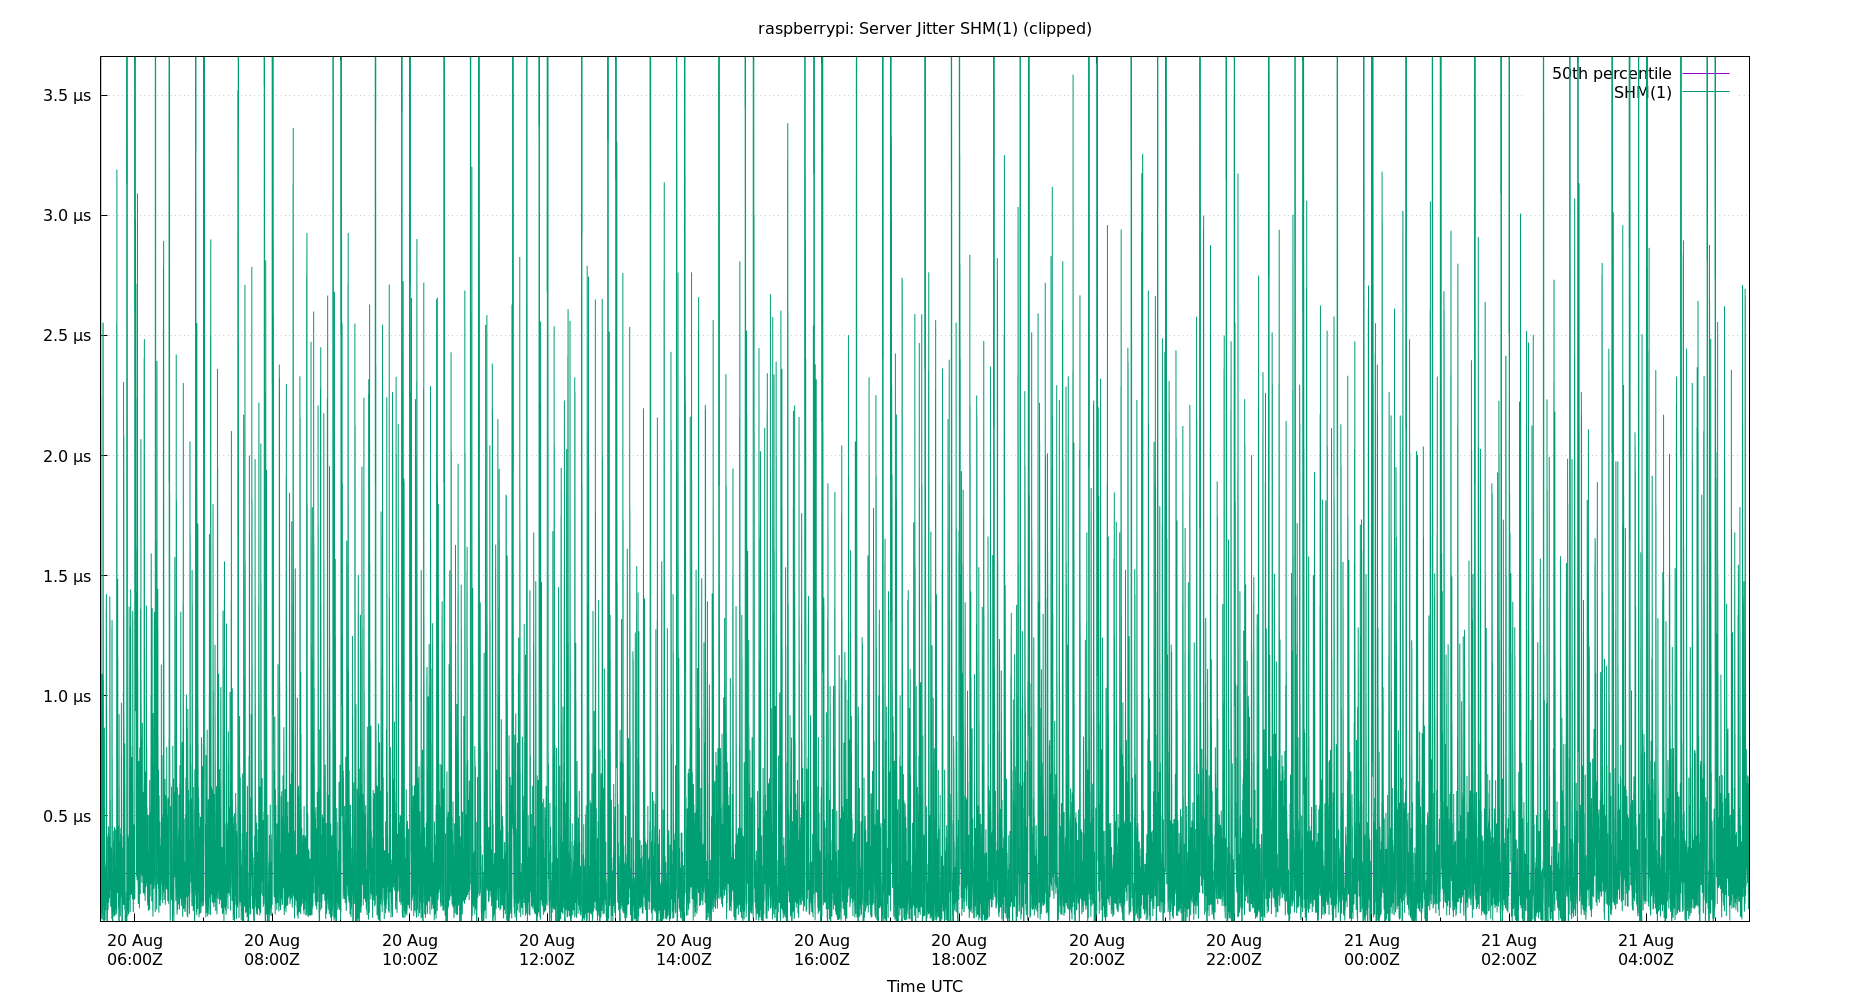 raspberrypi: Server Jitter SHM(1) (clipped)
50th percentile
SHM(1)
3.5 µs
3.0 µs
2.5 µs
2.0 µs
1.5 µs
1.0 µs
0.5 µs
20 Aug 20 Aug 20 Aug 20 Aug 20 Aug 20 Aug 20 Aug 20 Aug 20 Aug 21 Aug 21 Aug 21 Aug
06:00Z 08:00Z 10:00Z 12:00Z 14:00Z 16:00Z 18:00Z 20:00Z 22:00Z 00:00Z 02:00Z 04:00Z
Time UTC